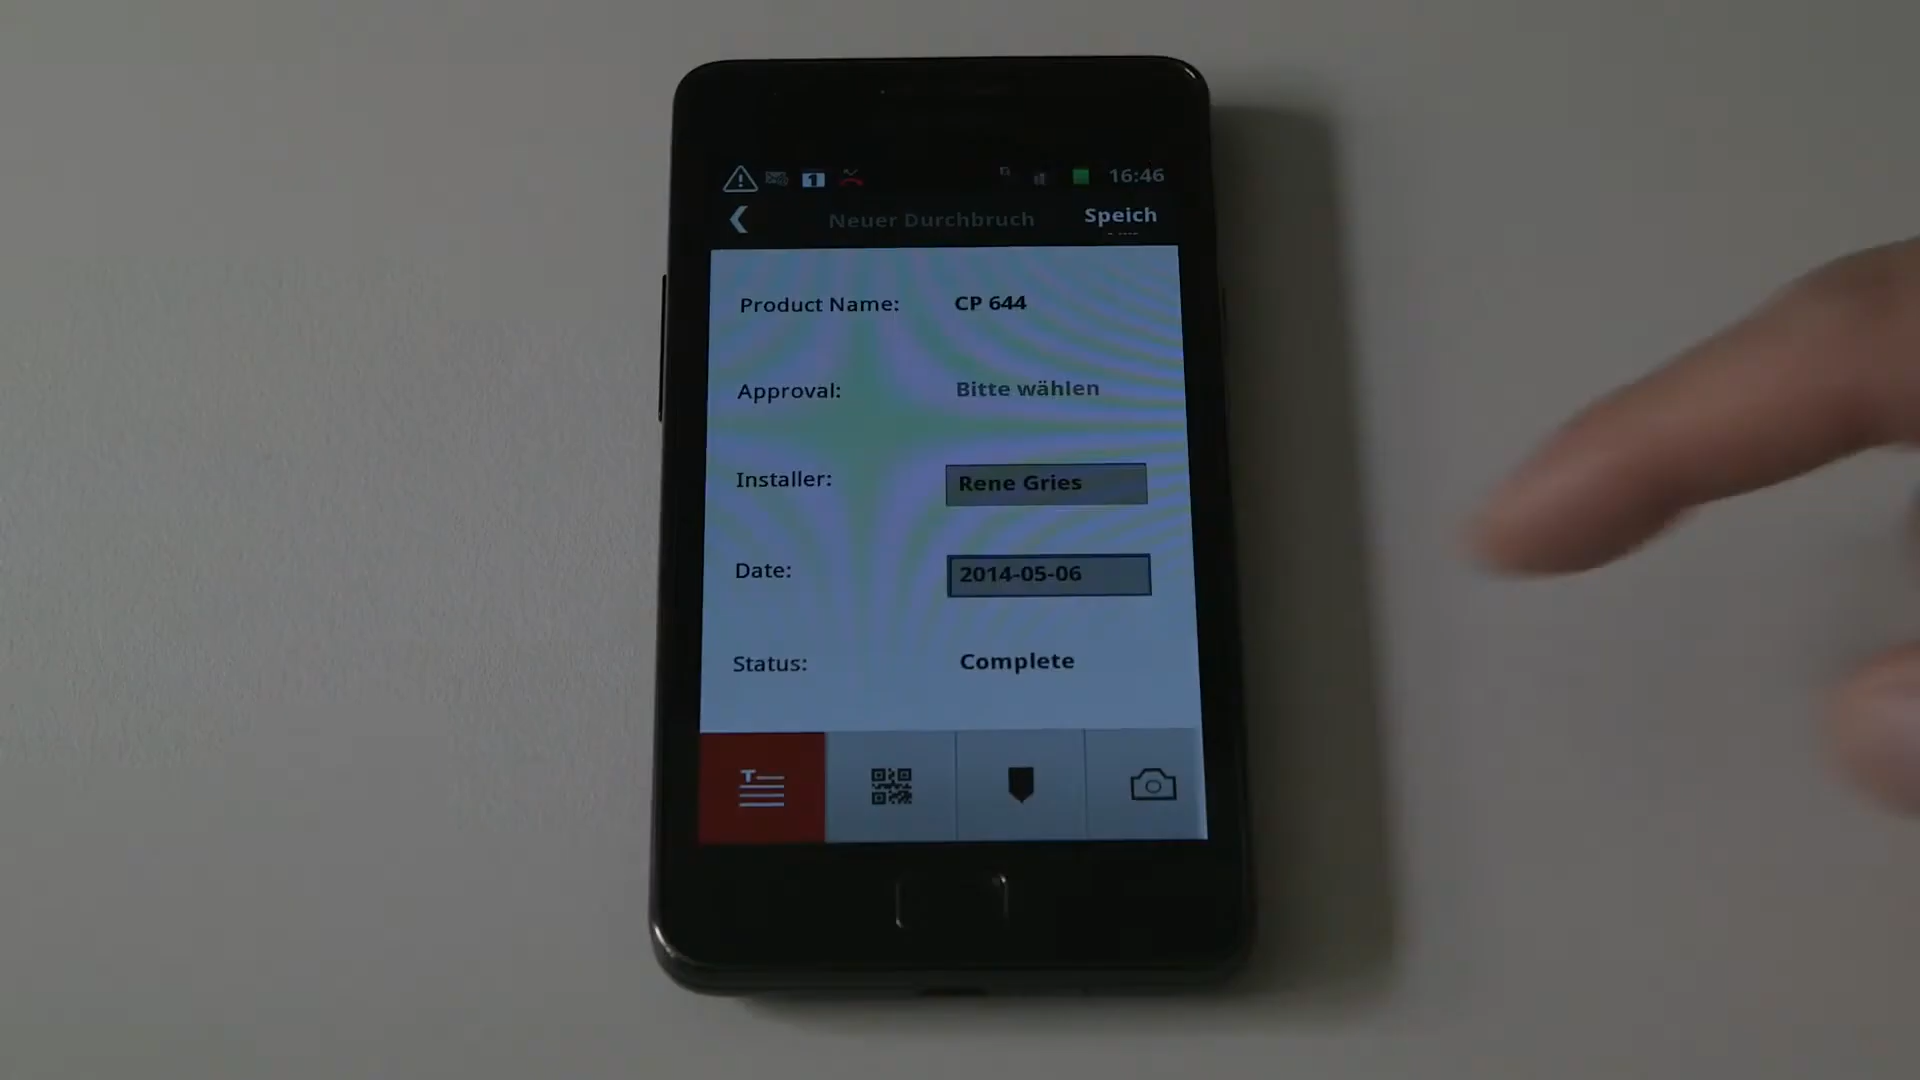 16:46
Neuer Durchbruch
Speich
Product Name: CP 644
Approval: Bitte wählen
Installer: Rene Gries
Date: 2014-05-06
Status: Complete